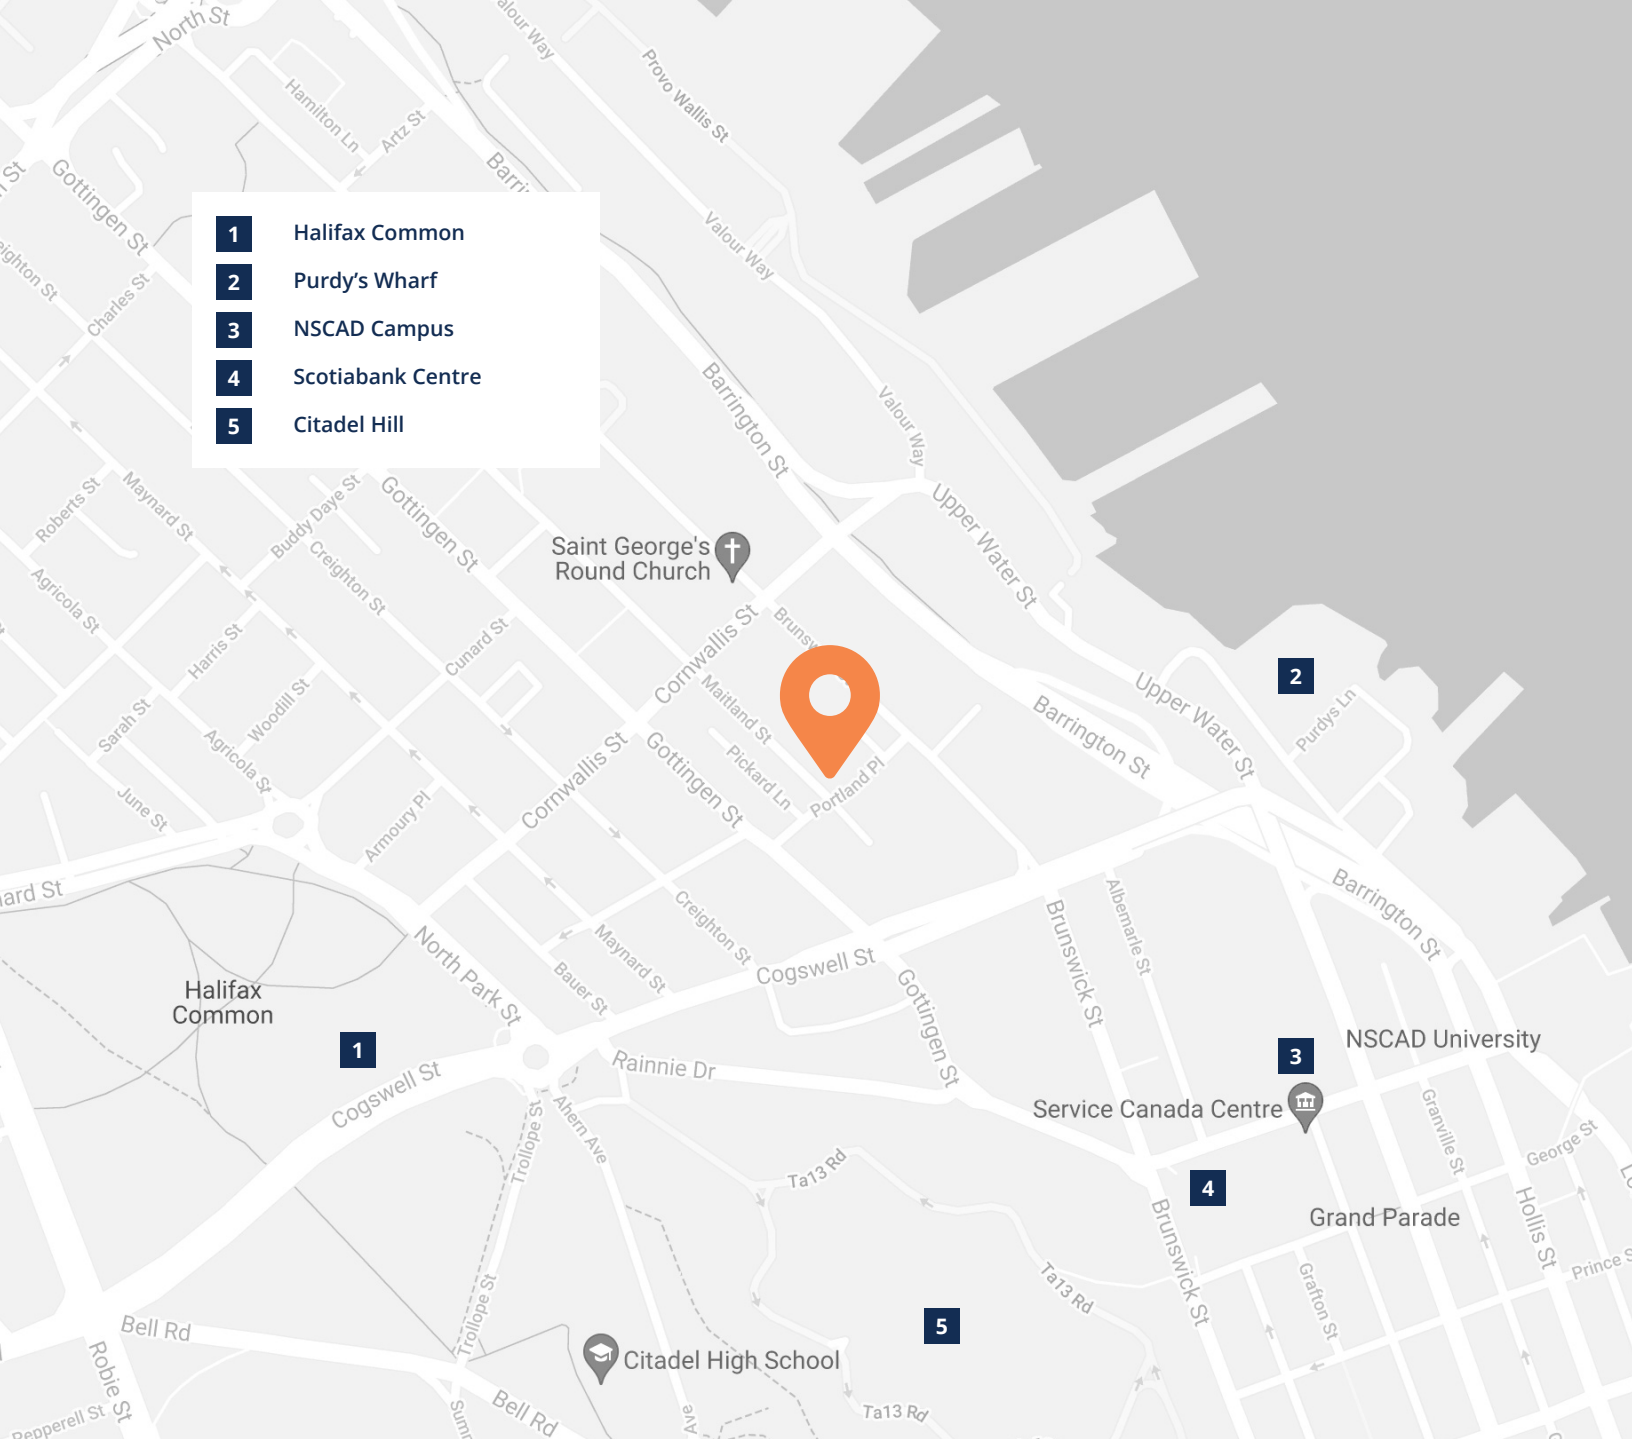 North St
Valour Way
Provo Wallis St
Hamilton Ln
Artz St
Gottingen St
Charles St
Valour Way
1 Halifax Common
2 Purdy’s Wharf
3 NSCAD Campus
4 Scotiabank Centre
5 Citadel Hill
Barrington St
Valour Way
Roberts St
Maynard St
Buddy Daye St
Gottingen St
Upper Water St
Saint George's
Round Church
Creighton St
Agricola St
Harris St
Cunard St
Cornwallis St
Woodill St
Sarah St
Maitland St
2
Purdys Ln
Upper Water St
Barrington St
Agricola St
Cornwallis St
Gottingen St
Pickard Ln
Portland Pl
June St
Armoury Pl
Barrington St
Albemarle St
Brunswick St
Creighton St
Maynard St
Bauer St
North Park St
Cogswell St
Gottingen St
Halifax
Common
1
3
NSCAD University
Rainnie Dr
Cogswell St
Service Canada Centre
Granville St
George St
Trollope St
Ahern Ave
Ta13 Rd
4
Grand Parade
Hollis St
Brunswick St
Prince S
Ta13 Rd
Grafton St
Trollope St
5
Bell Rd
Robie St
Citadel High School
Bell Rd
Ta13 Rd
Pepperell St
Ave